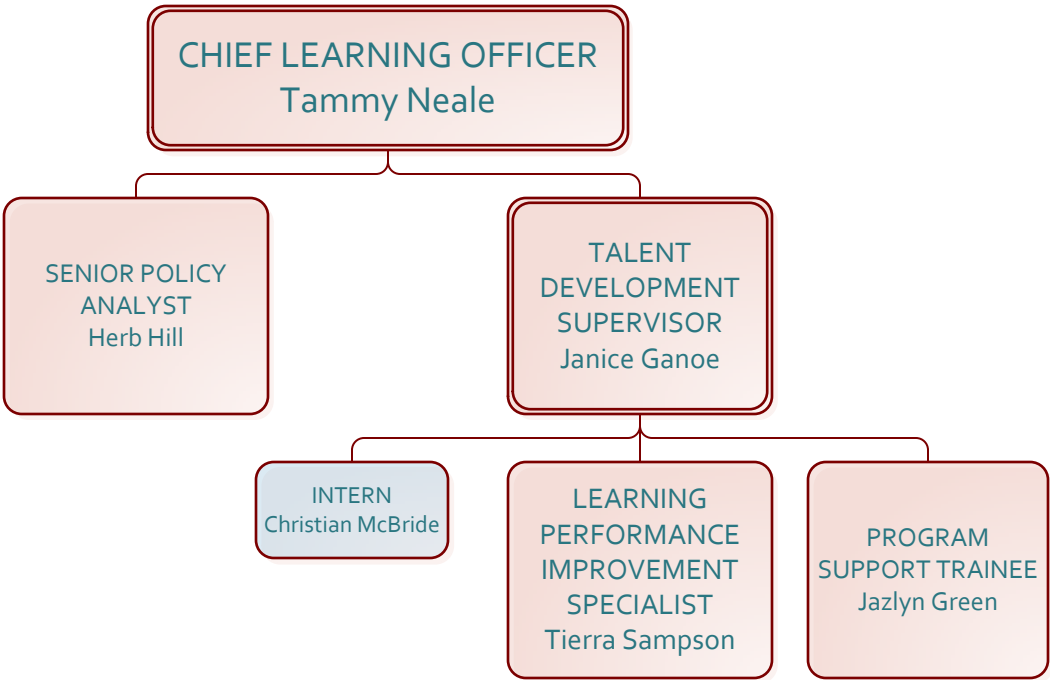 CHIEF LEARNING OFFICER
Tammy Neale
SENIOR POLICY
ANALYST
Herb Hill
TALENT
DEVELOPMENT
SUPERVISOR
Janice Ganoe
INTERN
Christian McBride
LEARNING
PERFORMANCE
IMPROVEMENT
SPECIALIST
Tierra Sampson
PROGRAM
SUPPORT TRAINEE
Jazlyn Green